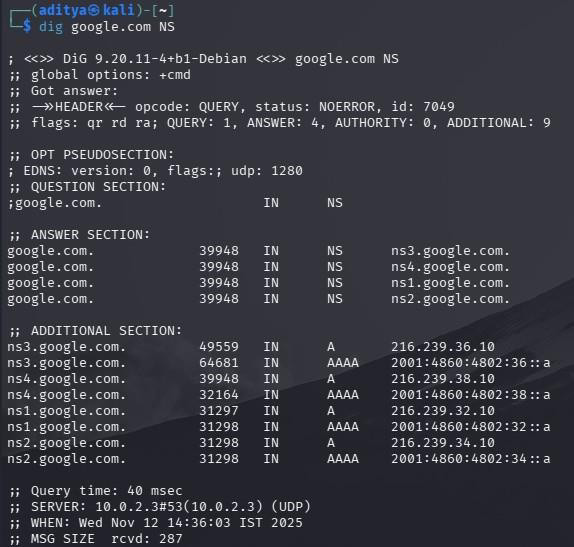 ┌──(aditya㉿kali)-[~]
└─$ dig google.com NS
; <<>> DiG 9.20.11-4+b1-Debian <<>> google.com NS
;; global options: +cmd
;; Got answer:
;; ->>HEADER<<- opcode: QUERY, status: NOERROR, id: 7049
;; flags: qr rd ra; QUERY: 1, ANSWER: 4, AUTHORITY: 0, ADDITIONAL: 9
;; OPT PSEUDOSECTION:
; EDNS: version: 0, flags:; udp: 1280
;; QUESTION SECTION:
;google.com. IN NS
;; ANSWER SECTION:
google.com. 39948 IN NS ns3.google.com.
google.com. 39948 IN NS ns4.google.com.
google.com. 39948 IN NS ns1.google.com.
google.com. 39948 IN NS ns2.google.com.
;; ADDITIONAL SECTION:
ns3.google.com. 49559 IN A 216.239.36.10
ns3.google.com. 64681 IN AAAA 2001:4860:4802:36::a
ns4.google.com. 39948 IN A 216.239.38.10
ns4.google.com. 32164 IN AAAA 2001:4860:4802:38::a
ns1.google.com. 31297 IN A 216.239.32.10
ns1.google.com. 31298 IN AAAA 2001:4860:4802:32::a
ns2.google.com. 31298 IN A 216.239.34.10
ns2.google.com. 31298 IN AAAA 2001:4860:4802:34::a
;; Query time: 40 msec
;; SERVER: 10.0.2.3#53(10.0.2.3) (UDP)
;; WHEN: Wed Nov 12 14:36:03 IST 2025
;; MSG SIZE rcvd: 287